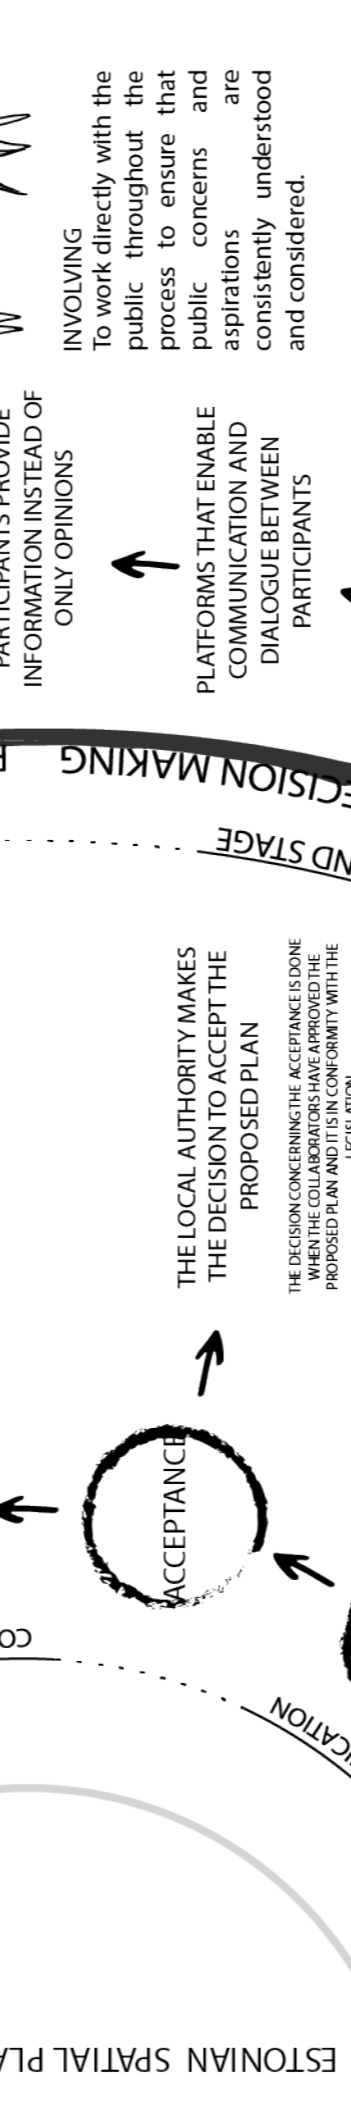 INVOLVING
To work directly with the
public throughout the
process to ensure that
public concerns and
aspirations are
consistently understood
and considered.
PARTICIPANTS PROVIDE
INFORMATION INSTEAD OF
ONLY OPINIONS
PLATFORMS THAT ENABLE
COMMUNICATION AND
DIALOGUE BETWEEN
PARTICIPANTS
CISION MAKING
ND STAGE
THE LOCAL AUTHORITY MAKES
THE DECISION TO ACCEPT THE
PROPOSED PLAN
THE DECISION CONCERNING THE ACCEPTANCE IS DONE
WHEN THE COLLABORATORS HAVE APPROVED THE
PROPOSED PLAN AND IT IS IN CONFORMITY WITH THE
LEGISLATION
ACCEPTANCE
CO
ICATION
ESTONIAN SPATIAL PLA